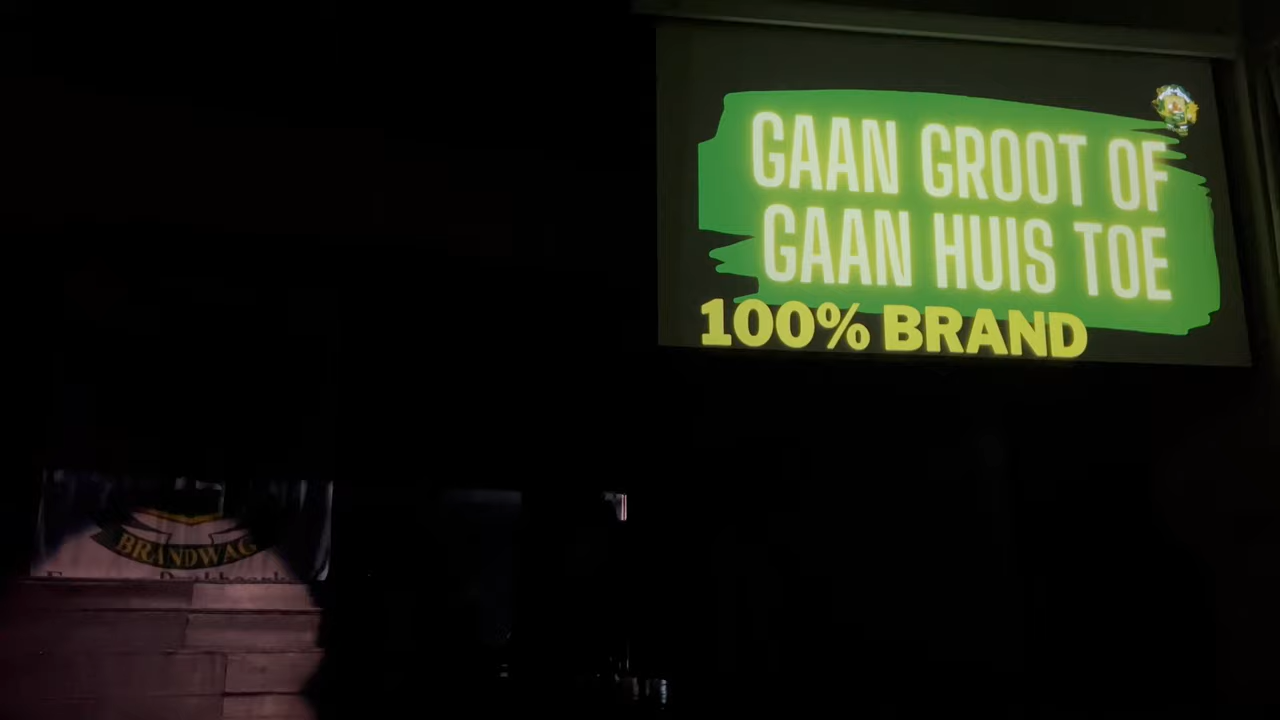 GAAN GROOT OF
GAAN HUIS TOE
100% BRAND
BRANDWAG